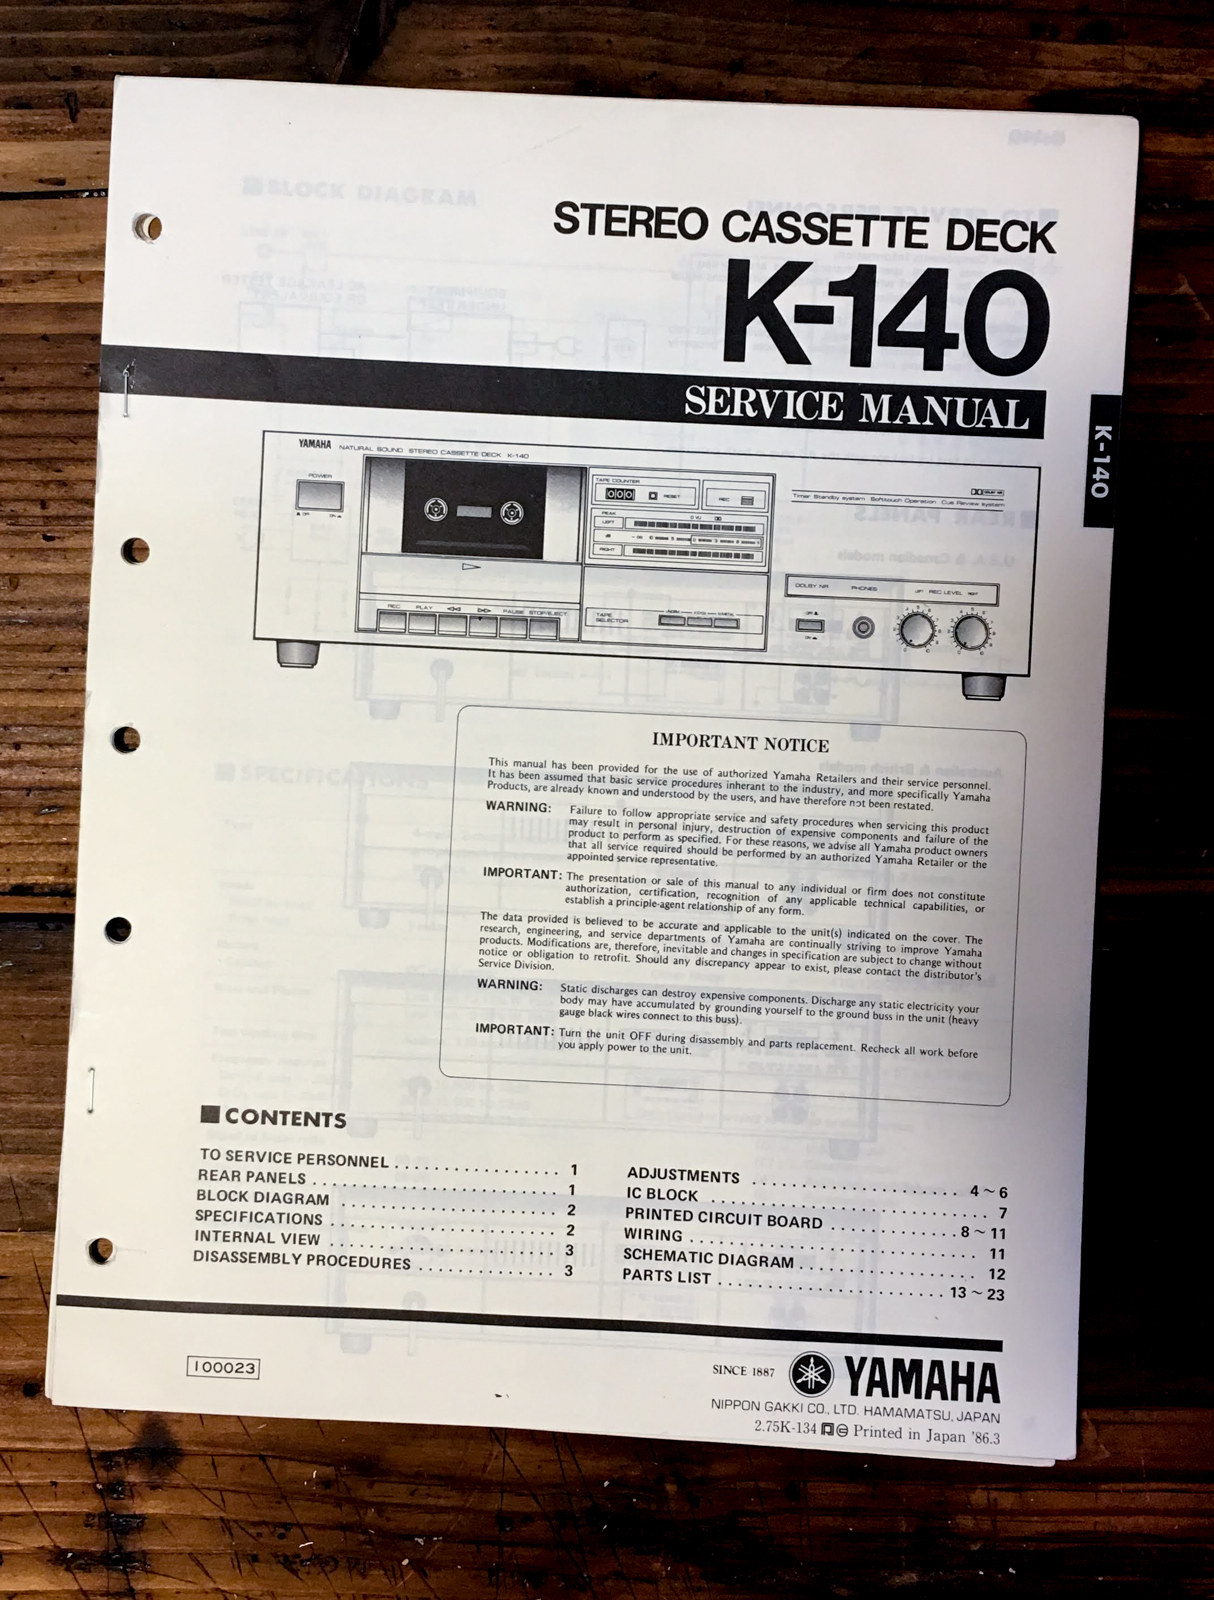 STEREO CASSETTE DECK
K-140
SERVICE MANUAL
K-140
YAMAHA NATURAL SOUND STEREO CASSETTE DECK K-140
POWER
TAPE COUNTER
000
RESET
REC
PEAK
LEFT
dB
RIGHT
Timer Standby system Softtouch Operation Cue Review system
DOLBY NR PHONES LEFT REC LEVEL RIGHT
REC PLAY PAUSE STOP/EJECT
TAPE
SELECTOR
IMPORTANT NOTICE
This manual has been provided for the use of authorized Yamaha Retailers and their service personnel.
It has been assumed that basic service procedures inherant to the industry, and more specifically Yamaha
Products, are already known and understood by the users, and have therefore not been restated.
WARNING: Failure to follow appropriate service and safety procedures when servicing this product
may result in personal injury, destruction of expensive components and failure of the
product to perform as specified. For these reasons, we advise all Yamaha product owners
that all service required should be performed by an authorized Yamaha Retailer or the
appointed service representative.
IMPORTANT: The presentation or sale of this manual to any individual or firm does not constitute
authorization, certification, recognition of any applicable technical capabilities, or
establish a principle-agent relationship of any form.
The data provided is believed to be accurate and applicable to the unit(s) indicated on the cover. The
research, engineering, and service departments of Yamaha are continually striving to improve Yamaha
products. Modifications are, therefore, inevitable and changes in specification are subject to change without
notice or obligation to retrofit. Should any discrepancy appear to exist, please contact the distributor's
Service Division.
WARNING: Static discharges can destroy expensive components. Discharge any static electricity your
body may have accumulated by grounding yourself to the ground buss in the unit (heavy
gauge black wires connect to this buss).
IMPORTANT: Turn the unit OFF during disassembly and parts replacement. Recheck all work before
you apply power to the unit.
■ CONTENTS
TO SERVICE PERSONNEL ................. 1
REAR PANELS ......................... 1
BLOCK DIAGRAM ....................... 2
SPECIFICATIONS ...................... 2
INTERNAL VIEW ....................... 3
DISASSEMBLY PROCEDURES .............. 3
ADJUSTMENTS ..................... 4 ~ 6
IC BLOCK ............................ 7
PRINTED CIRCUIT BOARD ........... 8 ~ 11
WIRING ............................. 11
SCHEMATIC DIAGRAM .................. 12
PARTS LIST ..................... 13 ~ 23
100023
SINCE 1887 YAMAHA
NIPPON GAKKI CO., LTD. HAMAMATSU, JAPAN
2.75K-134 Printed in Japan '86.3